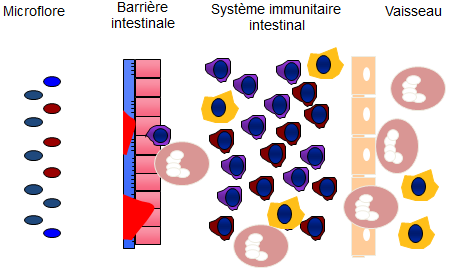 Microflore
Barrière
intestinale
Système immunitaire
intestinal
Vaisseau